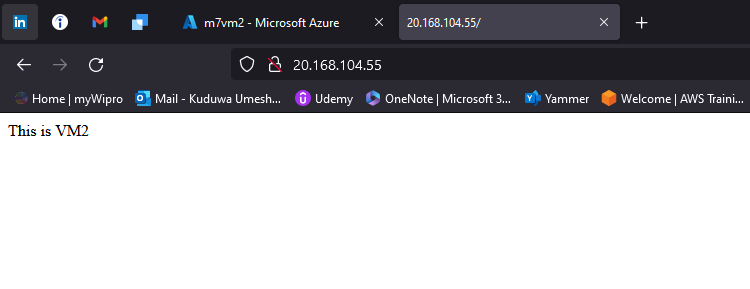 m7vm2 - Microsoft Azure
20.168.104.55/
20.168.104.55
Home | myWipro Mail - Kuduwa Umesh... Udemy OneNote | Microsoft 3... Yammer Welcome | AWS Traini...
This is VM2